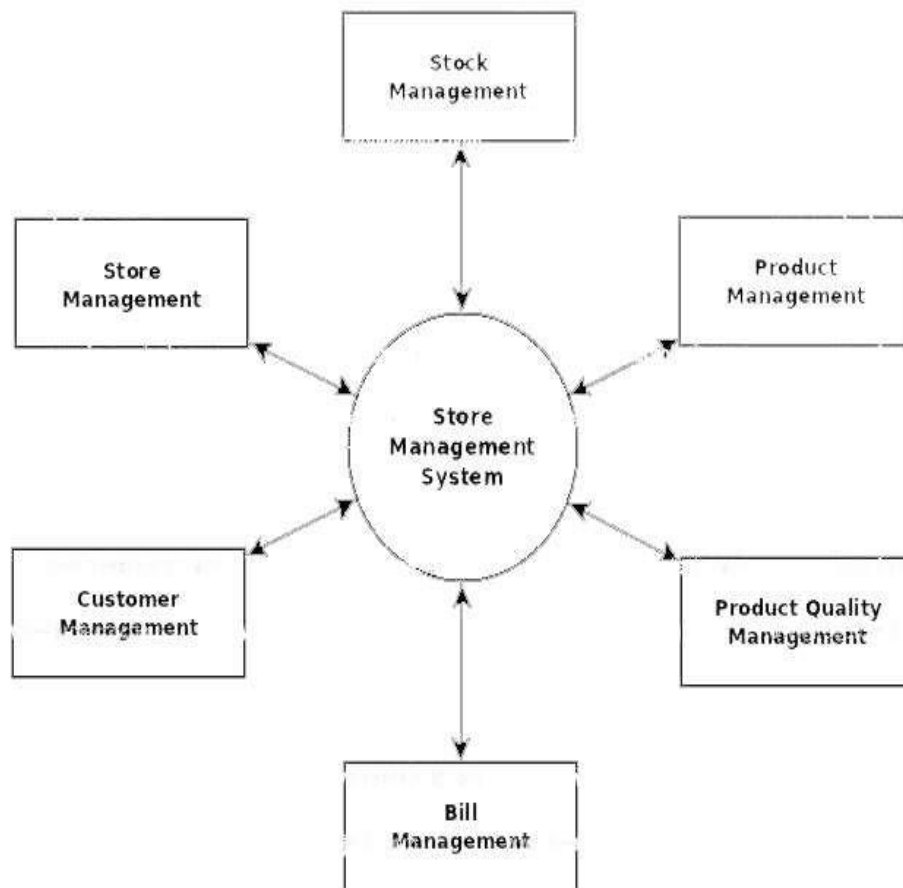 Stock
Management
Store
Management
Product
Management
Store
Management
System
Customer
Management
Product Quality
Management
Bill
Management